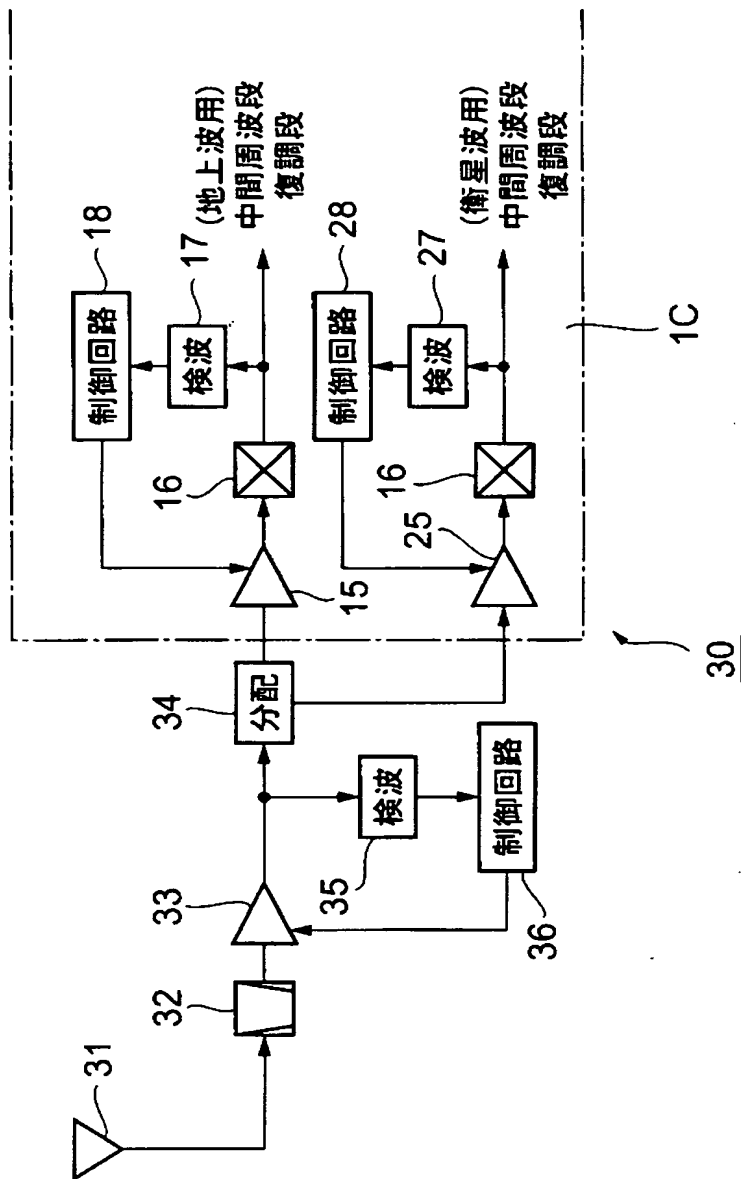 31
32
33
34
分配
35
検波
36
制御回路
15
16
17
検波
18
制御回路
(地上波用)
中間周波段
復調段
25
16
27
検波
28
制御回路
(衛星波用)
中間周波段
復調段
1C
30